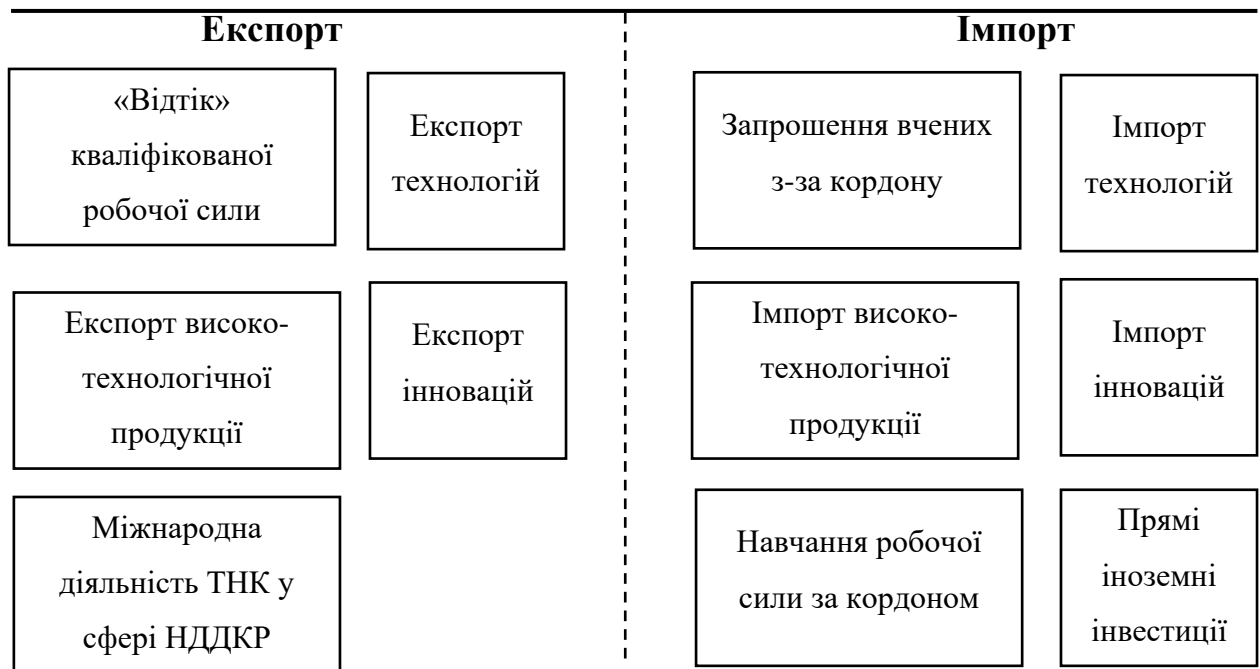 Експорт
Імпорт
«Відтік»
кваліфікованої
робочої сили
Експорт
технологій
Запрошення вчених
з-за кордону
Імпорт
технологій
Експорт високо-
технологічної
продукції
Експорт
інновацій
Імпорт високо-
технологічної
продукції
Імпорт
інновацій
Міжнародна
діяльність ТНК у
сфері НДДКР
Навчання робочої
сили за кордоном
Прямі
іноземні
інвестиції